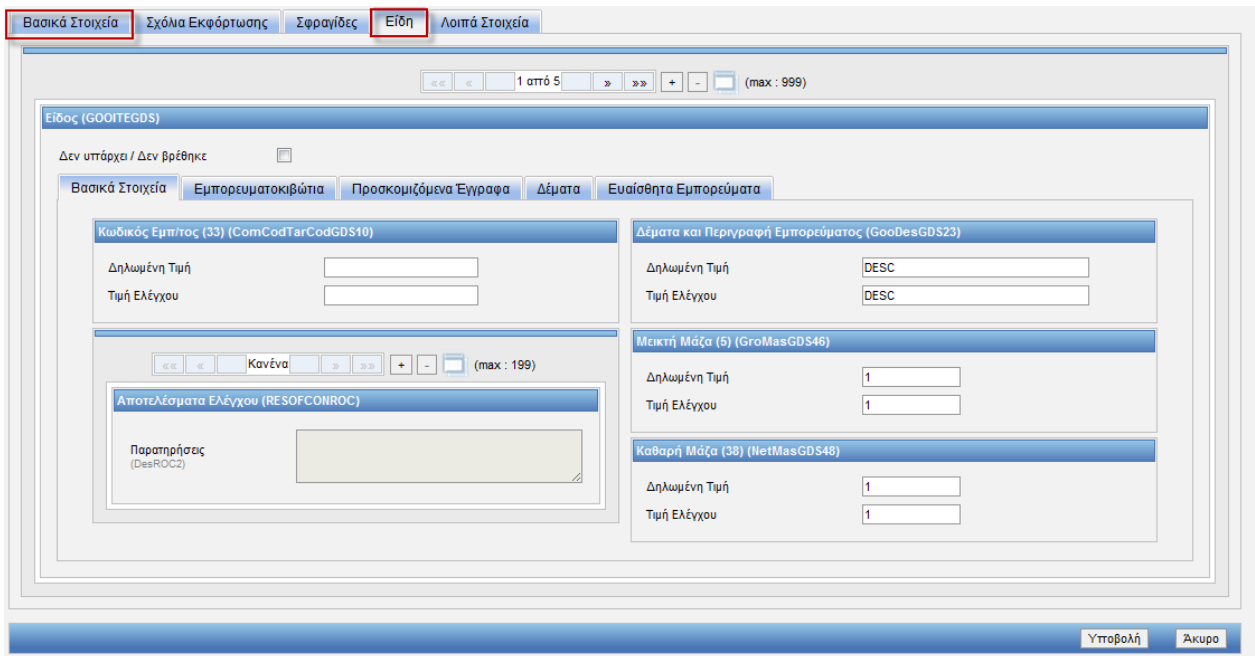 Βασικά Στοιχεία Σχόλια Εκφόρτωσης Σφραγίδες Είδη Λοιπά Στοιχεία
«« « 1 από 5 » »» + - (max : 999)
Είδος (GOOITEGDS)
Δεν υπάρχει / Δεν βρέθηκε
Βασικά Στοιχεία Εμπορευματοκιβώτια Προσκομιζόμενα Έγγραφα Δέματα Ευαίσθητα Εμπορεύματα
Κωδικός Εμπ/τος (33) (ComCodTarCodGDS10)
Δηλωμένη Τιμή
Τιμή Ελέγχου
«« « Κανένα » »» + - (max : 199)
Αποτελέσματα Ελέγχου (RESOFCONROC)
Παρατηρήσεις
(DesROC2)
Δέματα και Περιγραφή Εμπορεύματος (GooDesGDS23)
Δηλωμένη Τιμή DESC
Τιμή Ελέγχου DESC
Μεικτή Μάζα (5) (GroMasGDS46)
Δηλωμένη Τιμή 1
Τιμή Ελέγχου 1
Καθαρή Μάζα (38) (NetMasGDS48)
Δηλωμένη Τιμή 1
Τιμή Ελέγχου 1
Υποβολή Άκυρο